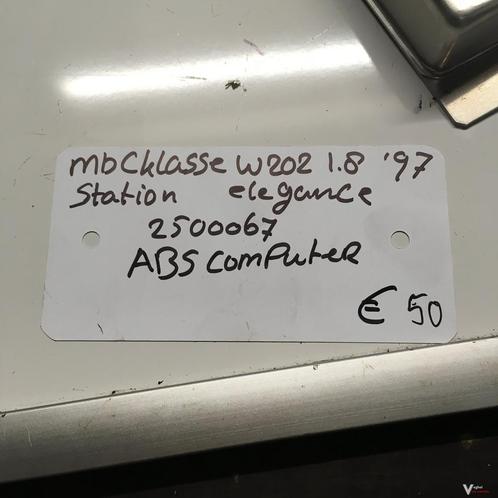 mbCklasse W202 1.8 '97
Station elegance
2500067
ABS computer
€ 50